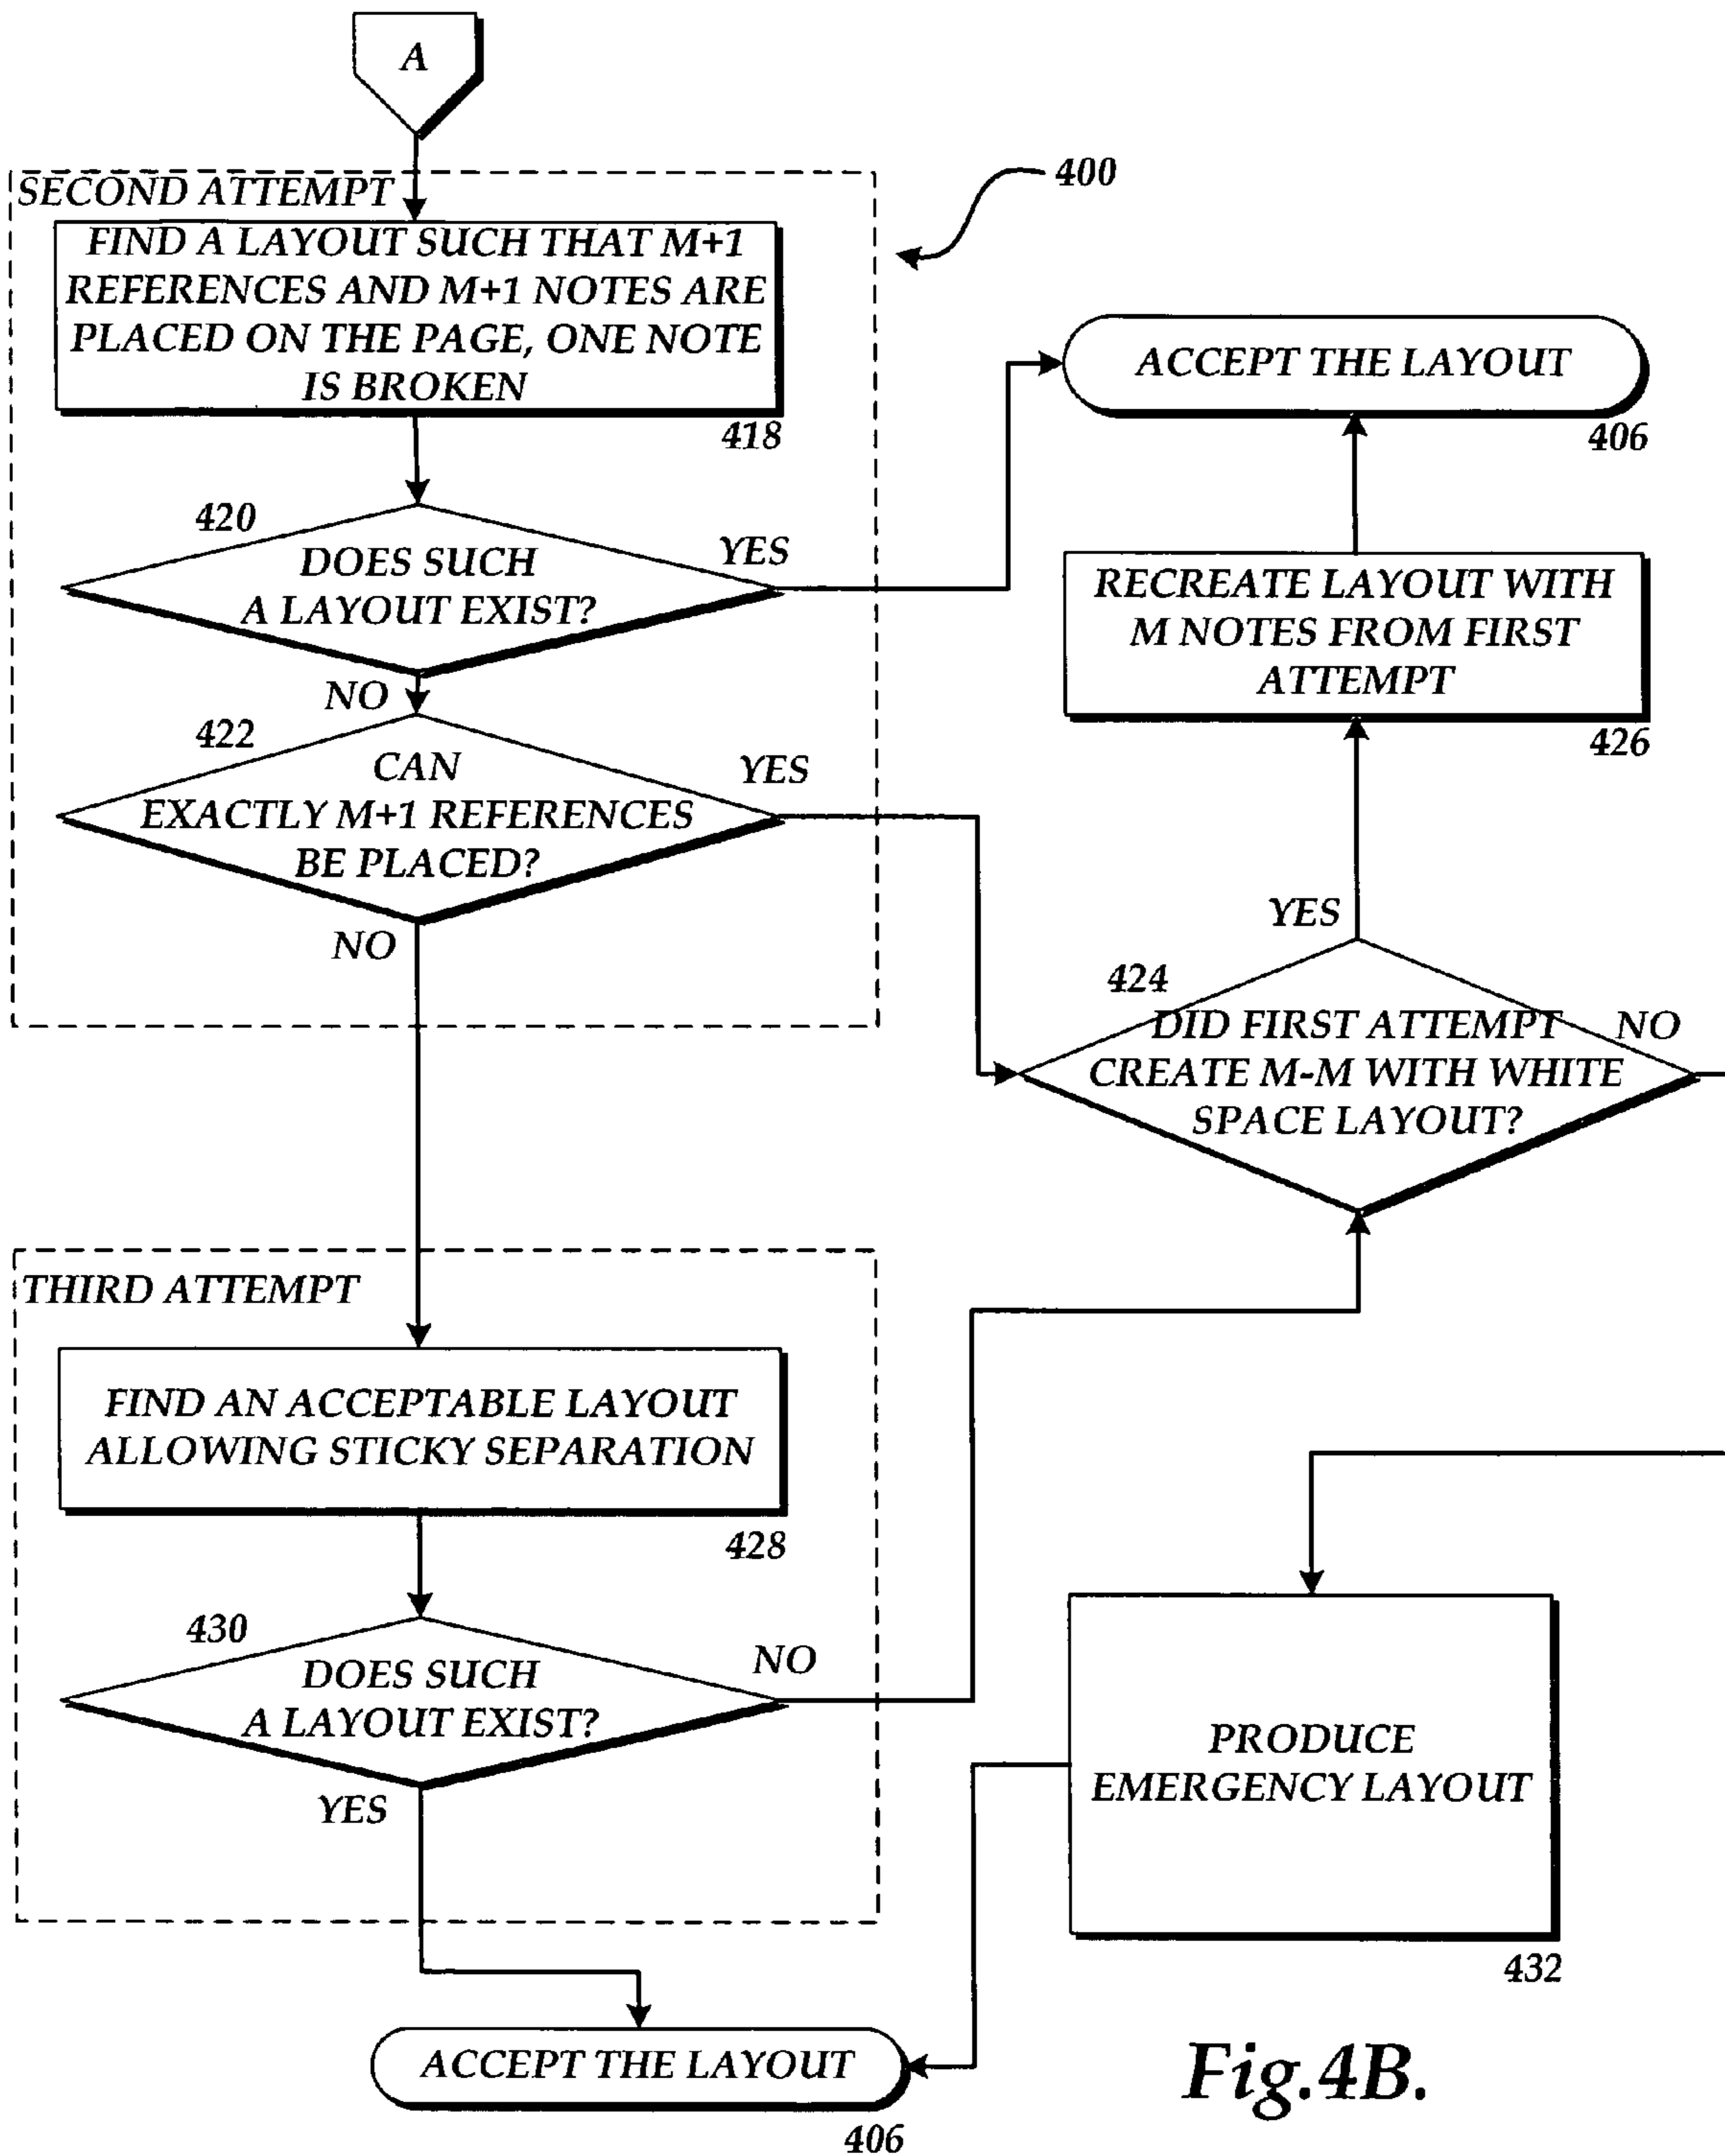 A
SECOND ATTEMPT
400
FIND A LAYOUT SUCH THAT M+1
REFERENCES AND M+1 NOTES ARE
PLACED ON THE PAGE, ONE NOTE
IS BROKEN
418
ACCEPT THE LAYOUT
406
420
DOES SUCH
A LAYOUT EXIST?
YES
NO
RECREATE LAYOUT WITH
M NOTES FROM FIRST
ATTEMPT
426
422
CAN
EXACTLY M+1 REFERENCES
BE PLACED?
YES
NO
YES
424
DID FIRST ATTEMPT
CREATE M-M WITH WHITE
SPACE LAYOUT?
NO
THIRD ATTEMPT
FIND AN ACCEPTABLE LAYOUT
ALLOWING STICKY SEPARATION
428
430
DOES SUCH
A LAYOUT EXIST?
NO
YES
PRODUCE
EMERGENCY LAYOUT
432
ACCEPT THE LAYOUT
406
Fig.4B.